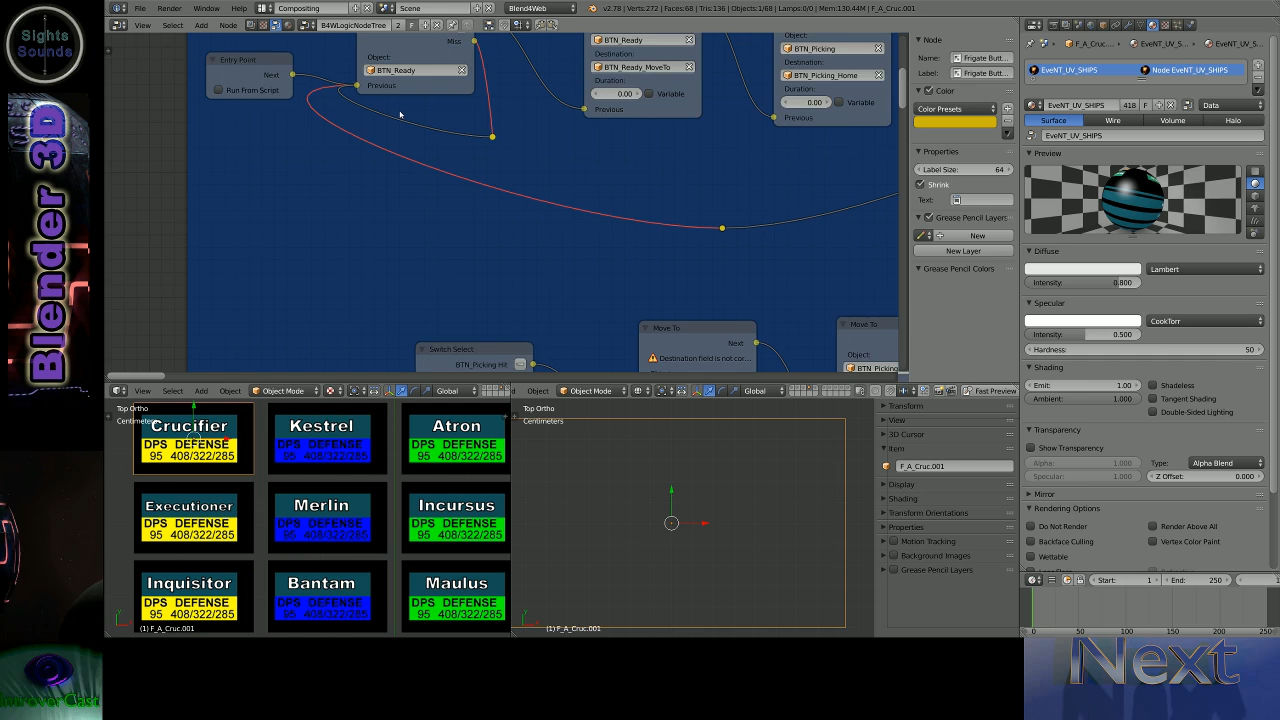 Sights
Sounds
Blender 3D
ImproverCast
File Render Window Help Compositing Scene Blend4Web v2.78 | Verts:272 | Faces:68 | Tris:136 | Objects:1/68 | Lamps:0/0 | Mem:130.44M | F_A_Cruc.001
View Select Add Node B4WLogicNodeTree 2 F
Entry Point
Next
Run From Script
Miss
Object:
BTN_Ready
Previous
BTN_Ready
Destination:
BTN_Ready_MoveTo
Duration:
0.00 Variable
Previous
Object:
BTN_Picking
Destination:
BTN_Picking_Home
Duration:
0.00 Variable
Previous
Switch Select
BTN_Picking Hit
Move To
Next
Destination field is not cor...
Move To
Object:
BTN_Picking
Node
Name: Frigate Butt...
Label: Frigate Butt...
Color
Color Presets
Properties
Label Size: 64
Shrink
Text:
Grease Pencil Layers
New
New Layer
Grease Pencil Colors
F_A_Cruc... EveNT_UV_S... EveNT_UV_S...
EveNT_UV_SHIPS Node EveNT_UV_SHIPS
EveNT_UV_SHIPS 418 F Data
Surface Wire Volume Halo
EveNT_UV_SHIPS
Preview
Diffuse
Lambert
Intensity: 0.800
Specular
CookTorr
Intensity: 0.500
Hardness: 50
Shading
Emit: 1.00 Shadeless
Ambient: 1.000 Tangent Shading
Double-Sided Lighting
Transparency
Show Transparency
Alpha: 1.000 Type: Alpha Blend
Specular: 1.000 Z Offset: 0.000
Mirror
Rendering Options
Do Not Render Render Above All
Backface Culling Vertex Color Paint
Wettable
View Select Add Object Object Mode Global
Object Object Mode Global Fast Preview
Top Ortho
Centimeters
Crucifier
DPS DEFENSE
95 408/322/285
Kestrel
DPS DEFENSE
95 408/322/285
Atron
DPS DEFENSE
95 408/322/285
Executioner
DPS DEFENSE
95 408/322/285
Merlin
DPS DEFENSE
95 408/322/285
Incursus
DPS DEFENSE
95 408/322/285
Inquisitor
DPS DEFENSE
95 408/322/285
Bantam
DPS DEFENSE
95 408/322/285
Maulus
DPS DEFENSE
95 408/322/285
(1) F_A_Cruc.001
Top Ortho
Centimeters
(1) F_A_Cruc.001
Transform
View
3D Cursor
Item
F_A_Cruc.001
Display
Shading
Transform Orientations
Properties
Motion Tracking
Background Images
Grease Pencil Layers
Start: 1 End: 250 1
0 50 100 150 200 250
Next